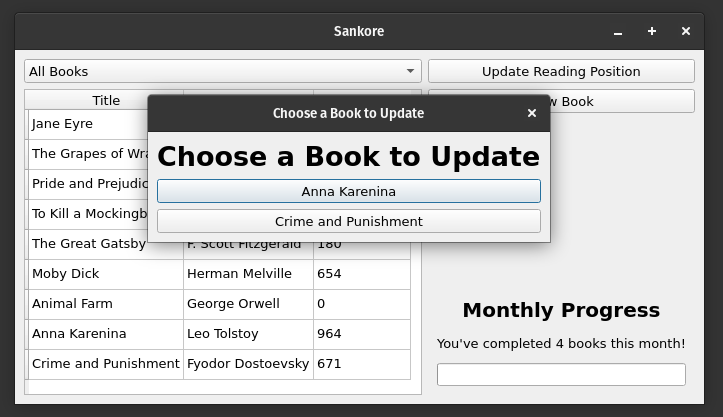 Sankore
All Books
Update Reading Position
Title
Book
Choose a Book to Update
Choose a Book to Update
Anna Karenina
Crime and Punishment
Jane Eyre
The Grapes of
Pride and
To Kill a
The Great Gatsby F. Scott Fitzgerald 180
Moby Dick Herman Melville 654
Animal Farm George Orwell 0
Anna Karenina Leo Tolstoy 964
Crime and Punishment Fyodor Dostoevsky 671
Monthly Progress
You've completed 4 books this month!